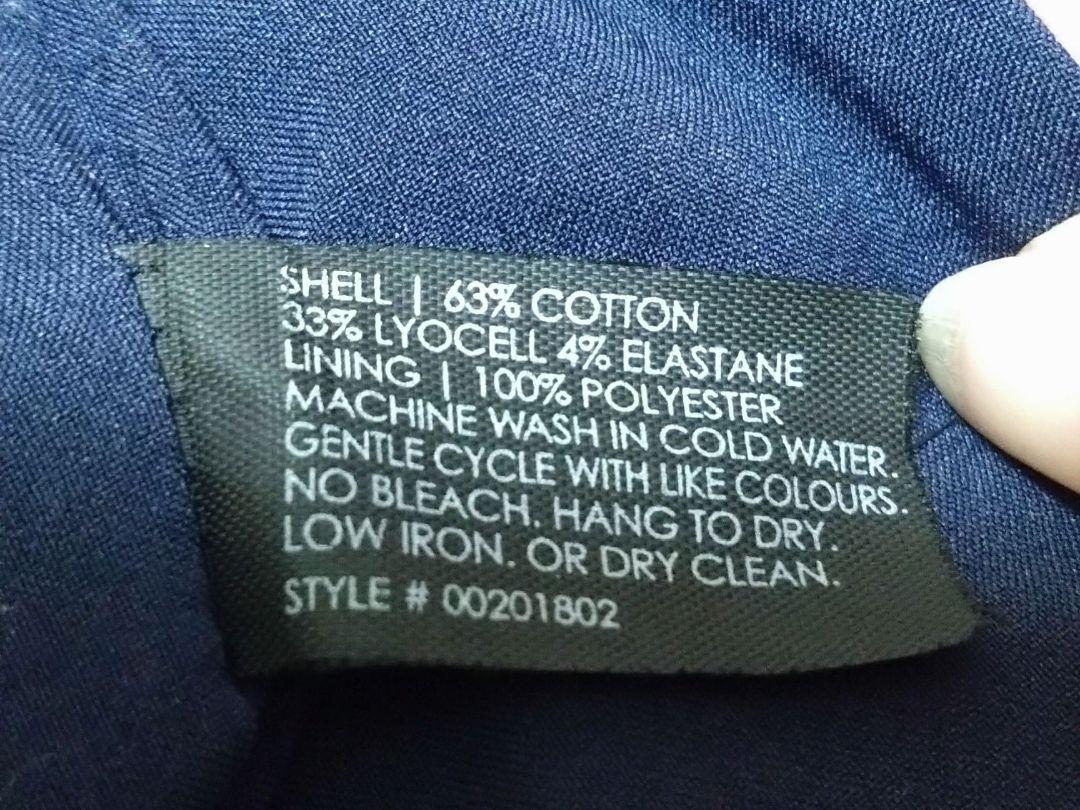 SHELL | 63% COTTON
33% LYOCELL 4% ELASTANE
LINING | 100% POLYESTER
MACHINE WASH IN COLD WATER.
GENTLE CYCLE WITH LIKE COLOURS.
NO BLEACH. HANG TO DRY.
LOW IRON. OR DRY CLEAN.
STYLE # 00201802